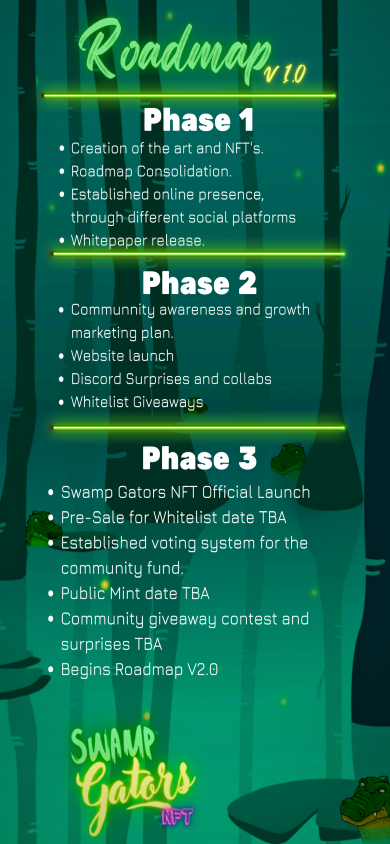 Roadmap
V 1.0
Phase 1
• Creation of the art and NFT's.
• Roadmap Consolidation.
• Established online presence,
through different social platforms
• Whitepaper release.
Phase 2
• Communnity awareness and growth
marketing plan.
• Website launch
• Discord Surprises and collabs
• Whitelist Giveaways
Phase 3
• Swamp Gators NFT Official Launch
• Pre-Sale for Whitelist date TBA
• Established voting system for the
community fund.
• Public Mint date TBA
• Community giveaway contest and
surprises TBA
• Begins Roadmap V2.0
SWAMP
Gators
NFT